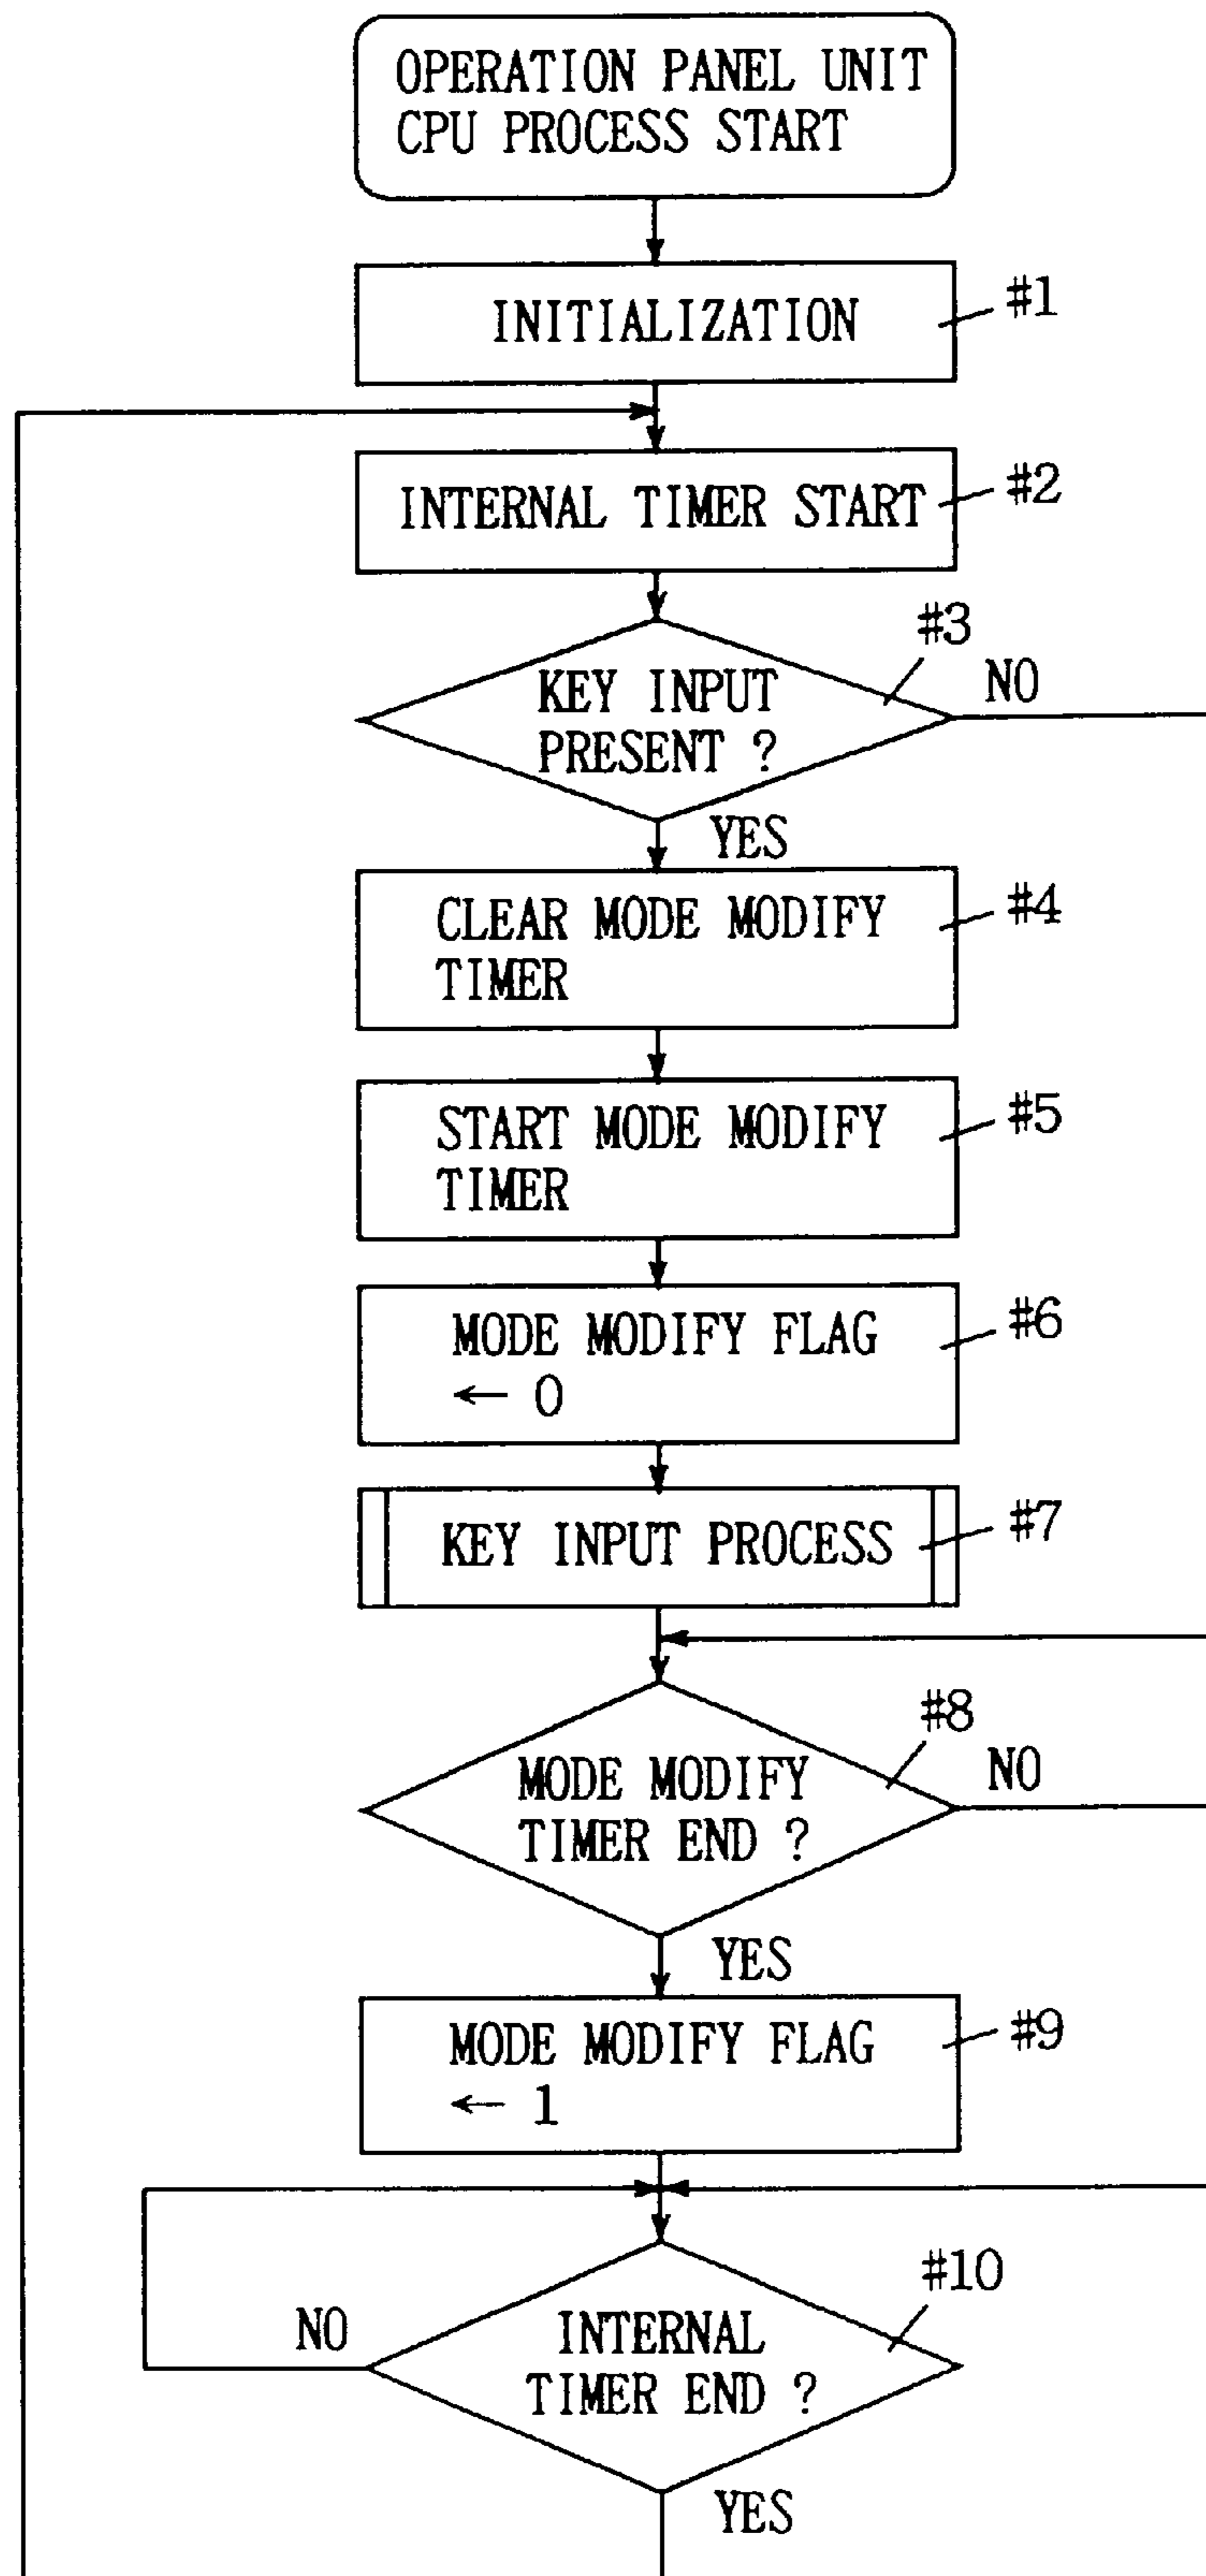 OPERATION PANEL UNIT
CPU PROCESS START
INITIALIZATION
#1
INTERNAL TIMER START
#2
#3
KEY INPUT
PRESENT ?
NO
YES
CLEAR MODE MODIFY
TIMER
#4
START MODE MODIFY
TIMER
#5
MODE MODIFY FLAG
← 0
#6
KEY INPUT PROCESS
#7
#8
MODE MODIFY
TIMER END ?
NO
YES
MODE MODIFY FLAG
← 1
#9
#10
INTERNAL
TIMER END ?
NO
YES